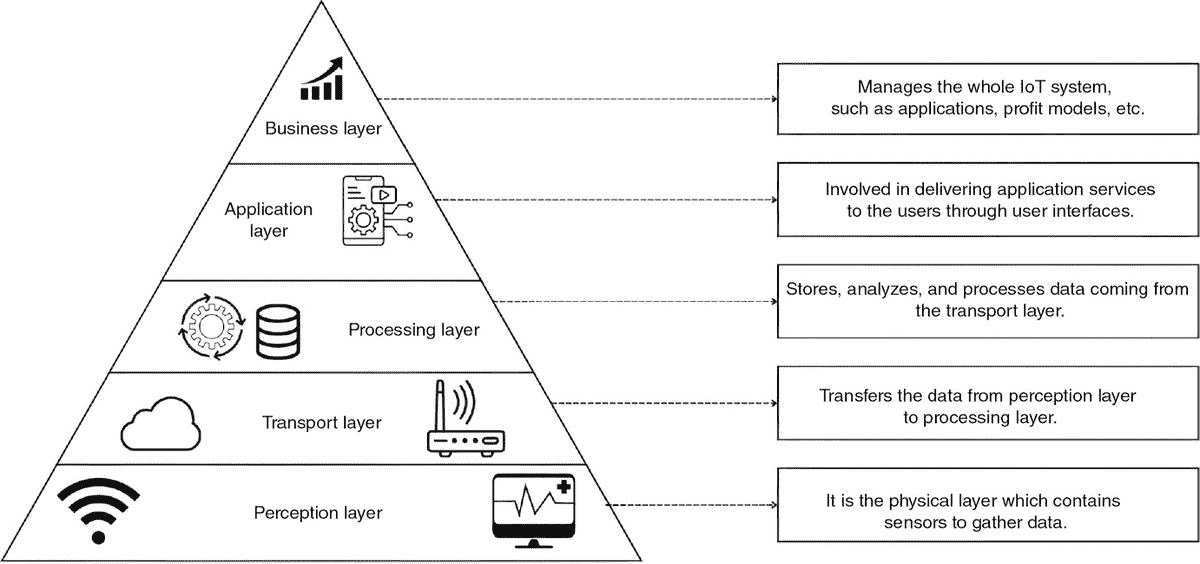 Business layer
Manages the whole IoT system,
such as applications, profit models, etc.
Application
layer
Involved in delivering application services
to the users through user interfaces.
Processing layer
Stores, analyzes, and processes data coming from
the transport layer.
Transport layer
Transfers the data from perception layer
to processing layer.
Perception layer
It is the physical layer which contains
sensors to gather data.